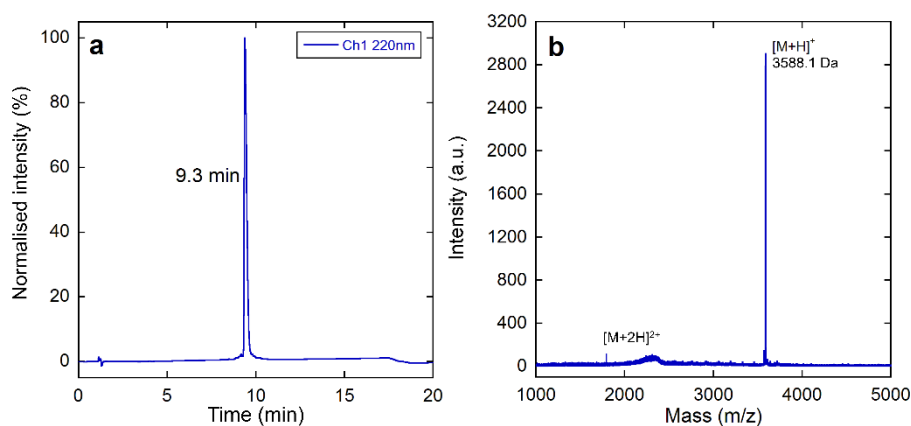 a
Ch1 220nm
Normalised intensity (%)
100
80
60
40
20
0
9.3 min
0
5
10
15
20
Time (min)
b
[M+H]⁺
3588.1 Da
Intensity (a.u.)
3200
2800
2400
2000
1600
1200
800
400
0
[M+2H]²⁺
1000
2000
3000
4000
5000
Mass (m/z)